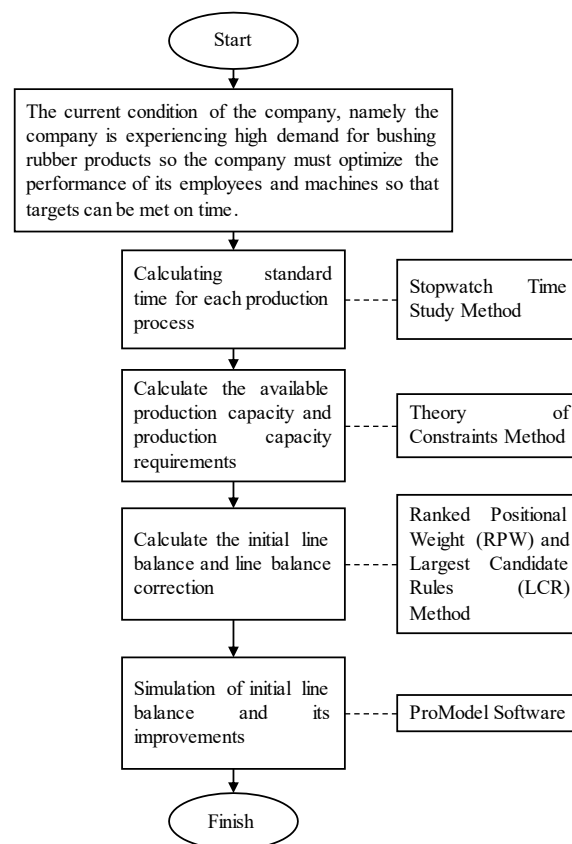 Start
The current condition of the company, namely the
company is experiencing high demand for bushing
rubber products so the company must optimize the
performance of its employees and machines so that
targets can be met on time.
Calculating standard
time for each production
process
Stopwatch Time
Study Method
Calculate the available
production capacity and
production capacity
requirements
Theory of
Constraints Method
Calculate the initial line
balance and line balance
correction
Ranked Positional
Weight (RPW) and
Largest Candidate
Rules (LCR)
Method
Simulation of initial line
balance and its
improvements
ProModel Software
Finish